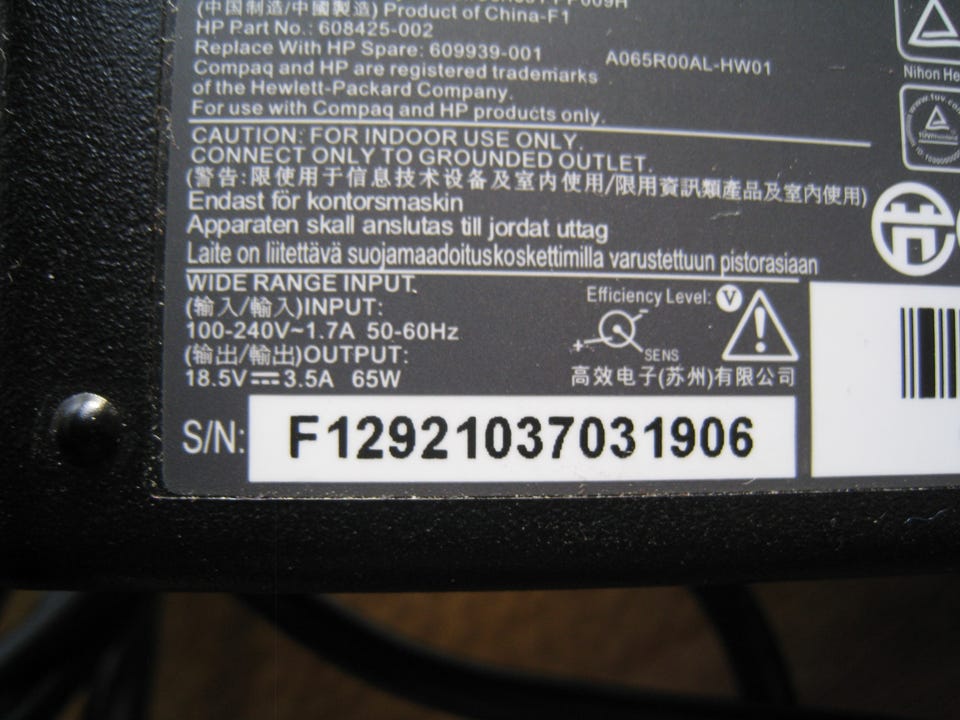 (中国制造/中國製造) Product of China-F1
HP Part No.: 608425-002
Replace With HP Spare: 609939-001
A065R00AL-HW01
Compaq and HP are registered trademarks
of the Hewlett-Packard Company.
For use with Compaq and HP products only.
Nihon He
CAUTION: FOR INDOOR USE ONLY.
CONNECT ONLY TO GROUNDED OUTLET.
(警告:限使用于信息技术设备及室内使用/限用資訊類產品及室內使用)
Endast för kontorsmaskin
Apparaten skall anslutas till jordat uttag
Laite on liitettävä suojamaadoituskoskettimilla varustettuun pistorasiaan
WIDE RANGE INPUT.
(输入/輸入)INPUT:
100-240V~1.7A 50-60Hz
(输出/輸出)OUTPUT:
18.5V⎓3.5A 65W
Efficiency Level: V
SENS
高效电子(苏州)有限公司
S/N: F12921037031906